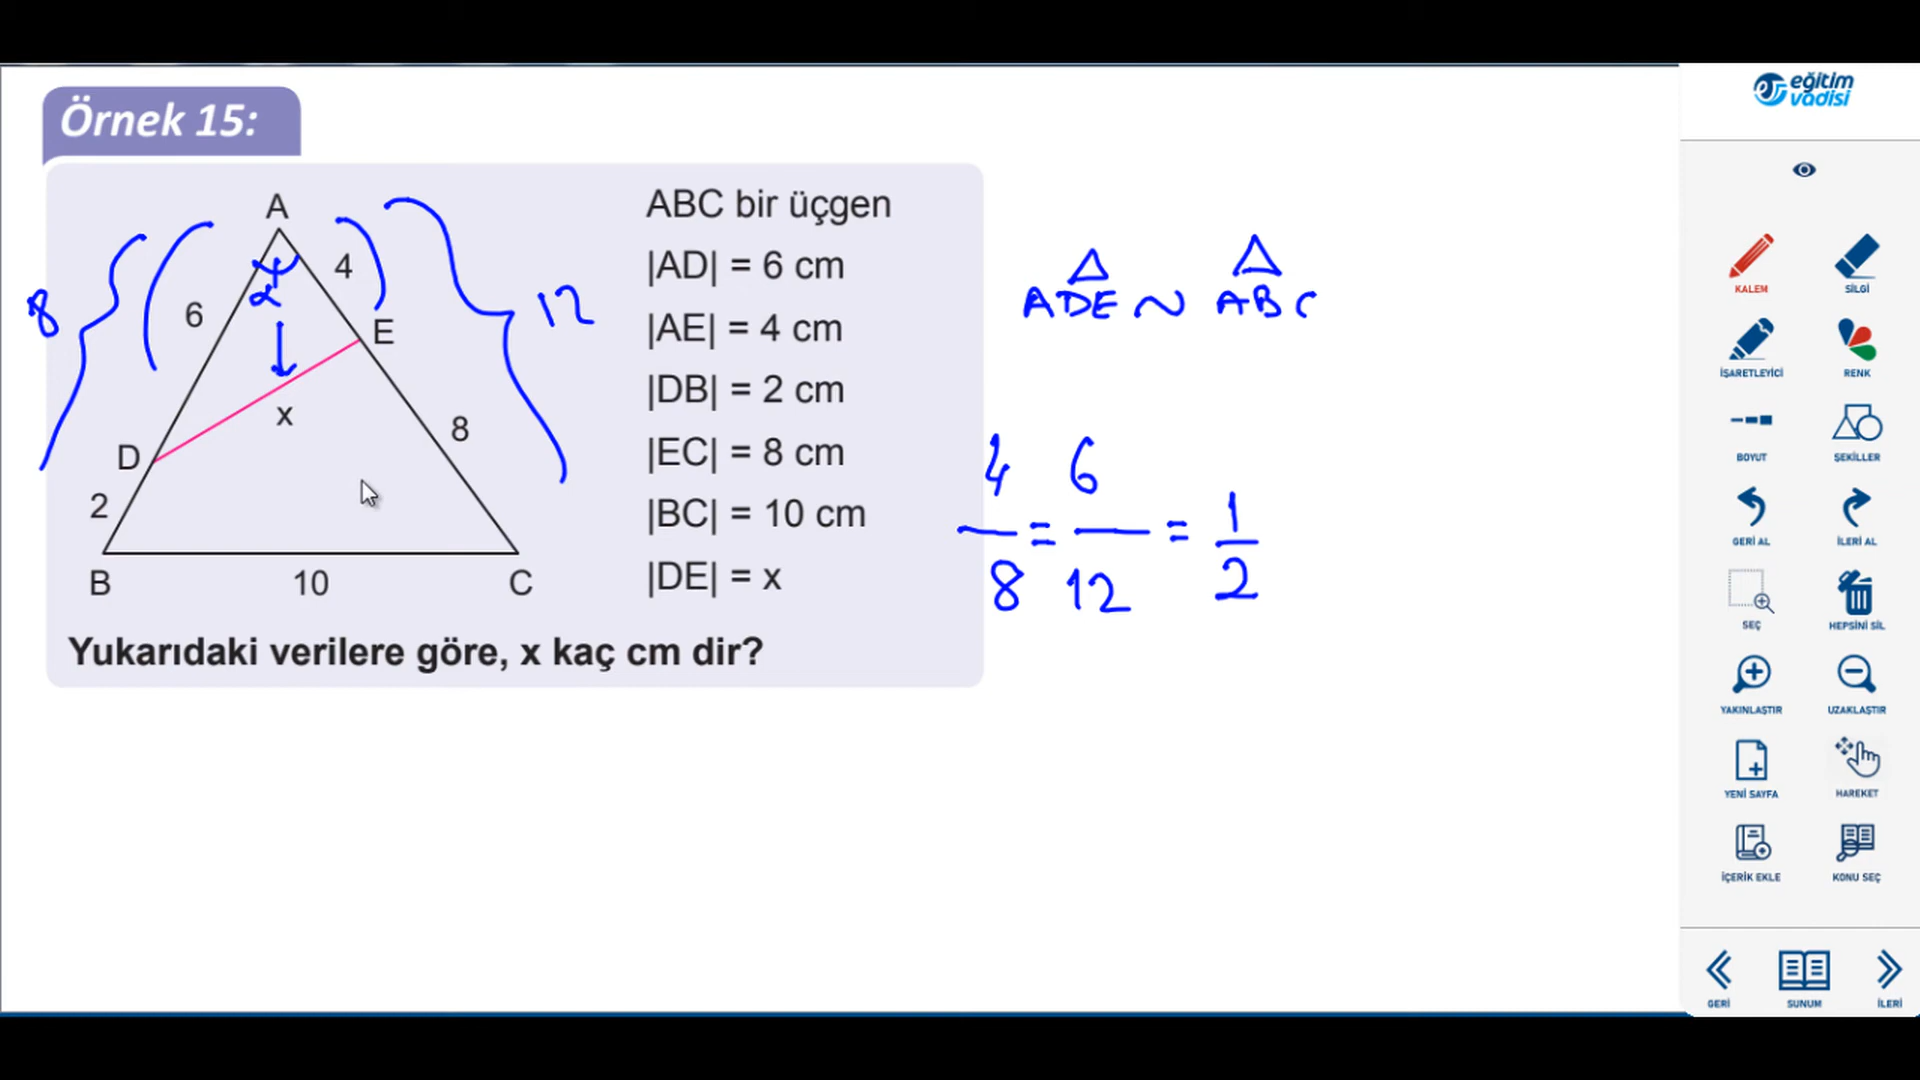 Örnek 15:
A
4
8
6
α
E
12
x
8
D
2
B
10
C
ABC bir üçgen
|AD| = 6 cm
|AE| = 4 cm
|DB| = 2 cm
|EC| = 8 cm
|BC| = 10 cm
|DE| = x
Yukarıdaki verilere göre, x kaç cm dir?
△ △
ADE ~ ABC
4 6
— = — = 1
8 12 2
eğitim
vadisi
KALEM SİLGİ
İŞARETLEYİCİ RENK
BOYUT ŞEKİLLER
GERİ AL İLERİ AL
SEÇ HEPSİNİ SİL
YAKINLAŞTIR UZAKLAŞTIR
YENİ SAYFA HAREKET
İÇERİK EKLE KONU SEÇ
GERİ SUNUM İLERİ